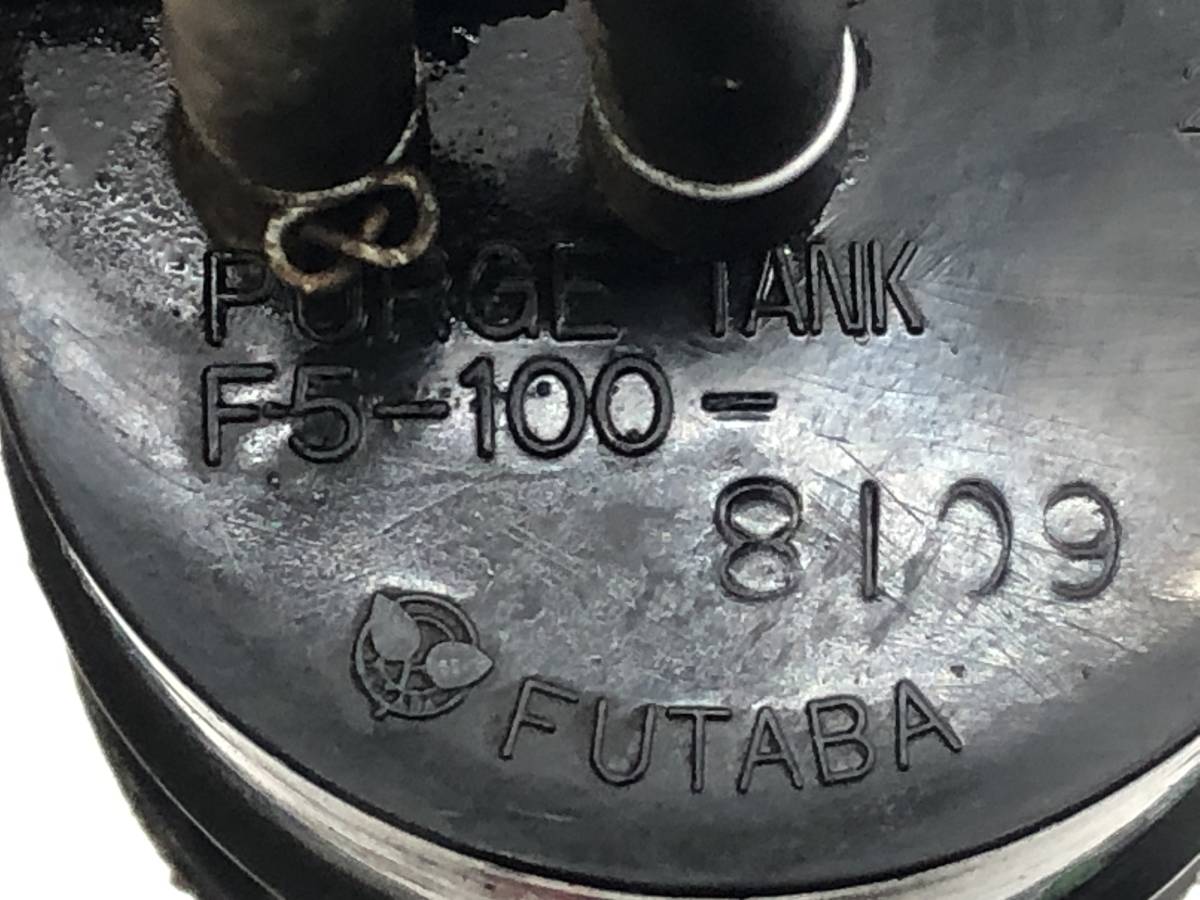 PURGE TANK
F5-100-
8109
FUTABA